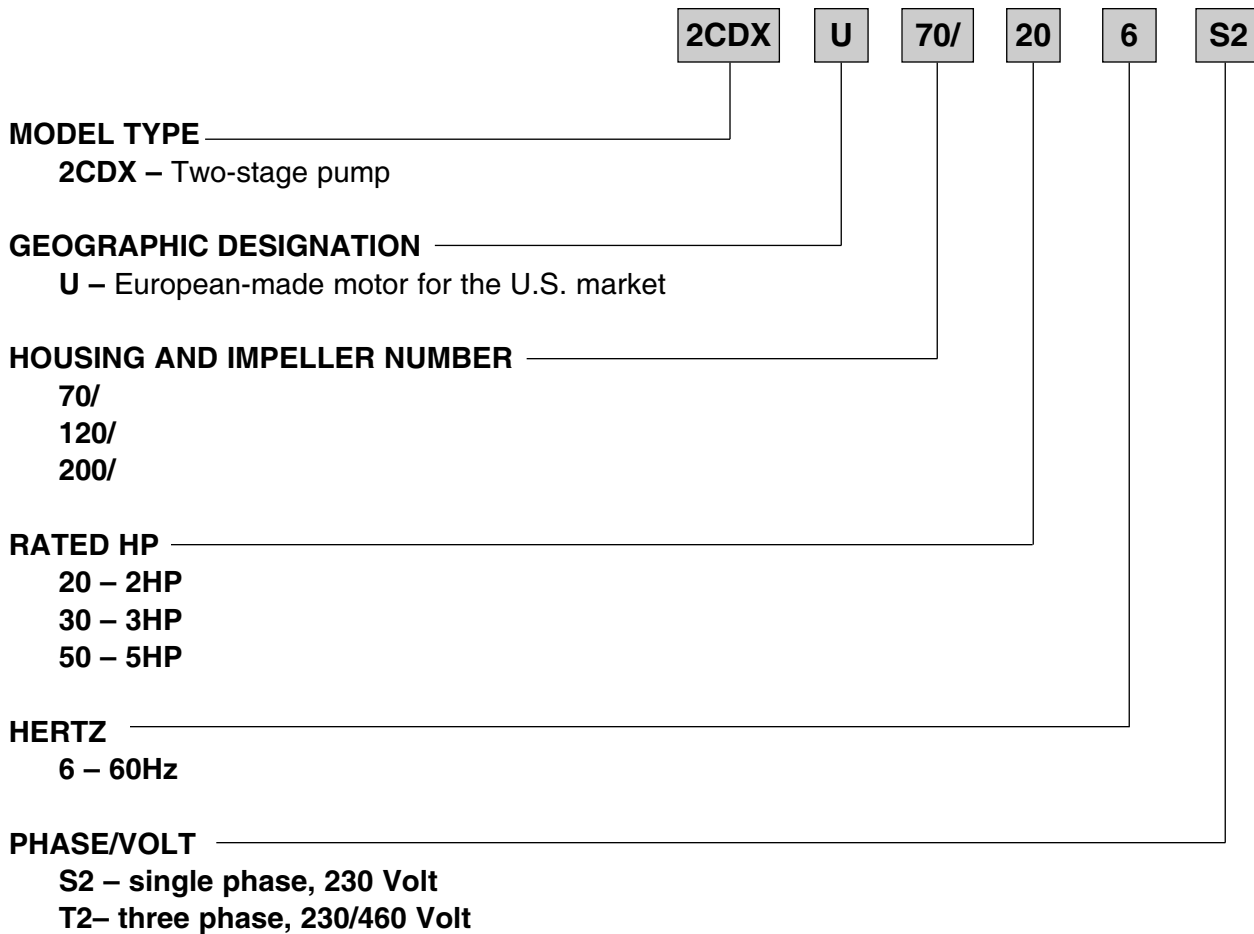 2CDX U 70/ 20 6 S2
MODEL TYPE
2CDX – Two-stage pump
GEOGRAPHIC DESIGNATION
U – European-made motor for the U.S. market
HOUSING AND IMPELLER NUMBER
70/
120/
200/
RATED HP
20 – 2HP
30 – 3HP
50 – 5HP
HERTZ
6 – 60Hz
PHASE/VOLT
S2 – single phase, 230 Volt
T2– three phase, 230/460 Volt